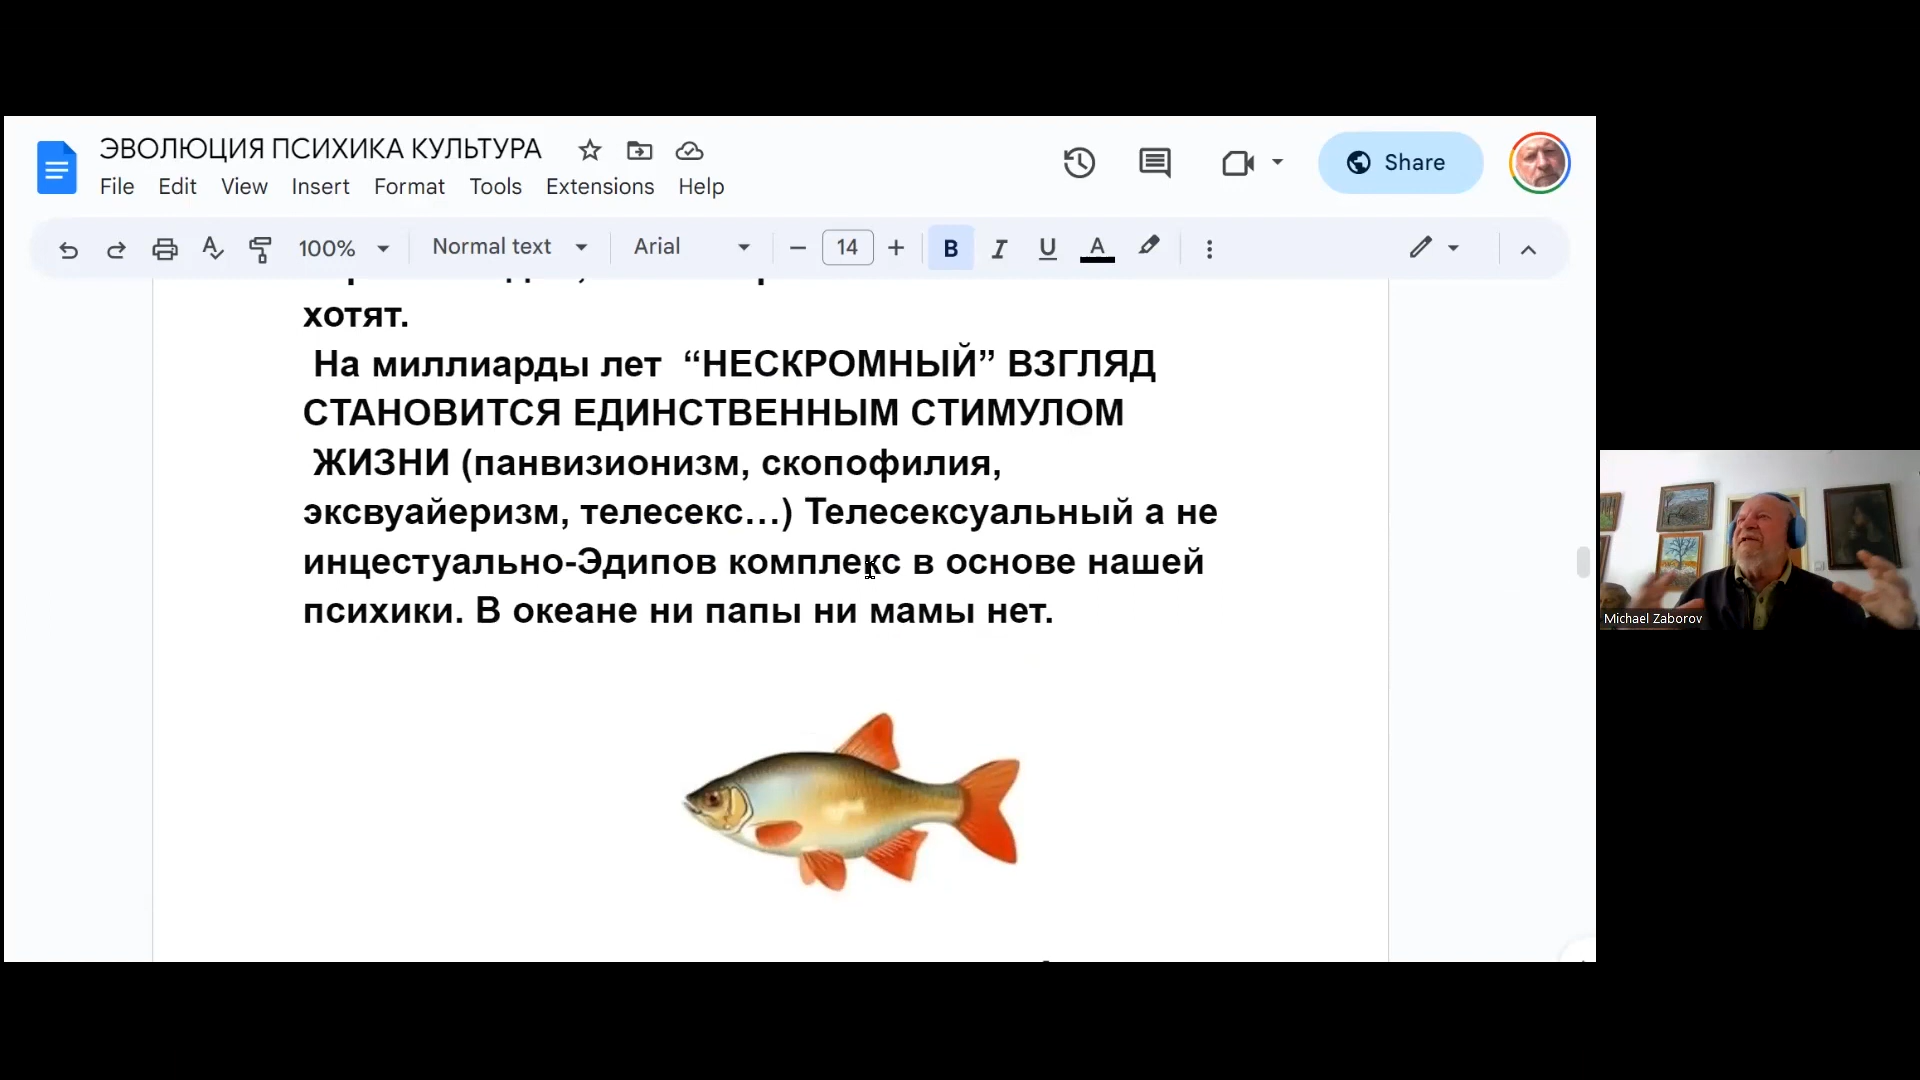 ЭВОЛЮЦИЯ ПСИХИКА КУЛЬТУРА
File Edit View Insert Format Tools Extensions Help
Share
100% Normal text Arial 14 B I U A
хотят.
На миллиарды лет “НЕСКРОМНЫЙ” ВЗГЛЯД
СТАНОВИТСЯ ЕДИНСТВЕННЫМ СТИМУЛОМ
ЖИЗНИ (панвизионизм, скопофилия,
эксвуайеризм, телесекс...) Телесексуальный а не
инцестуально-Эдипов комплекс в основе нашей
психики. В океане ни папы ни мамы нет.
Michael Zaborov